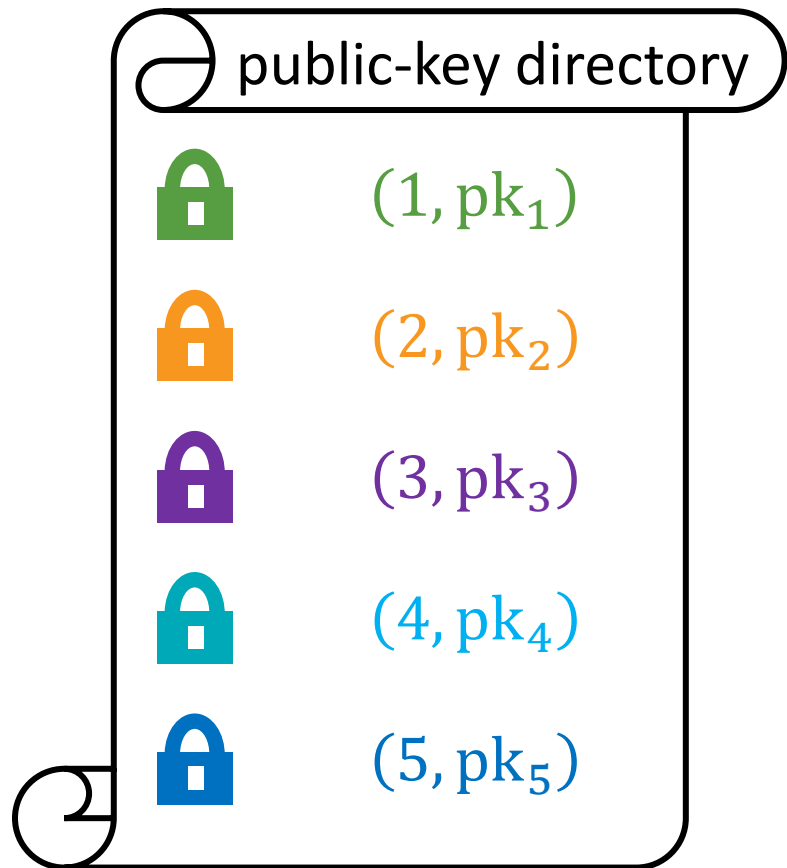 public-key directory
(1, pk₁)
(2, pk₂)
(3, pk₃)
(4, pk₄)
(5, pk₅)